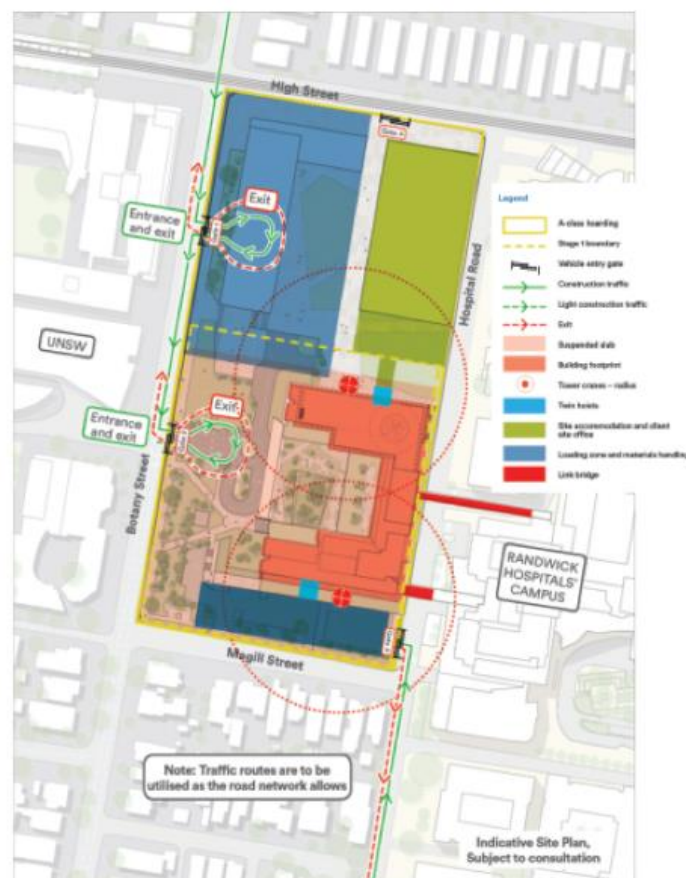 High Street
Gate 4
Exit
Entrance
and exit
Hospital Road
UNSW
Exit
Entrance
and exit
Botany Street
Magill Street
RANDWICK
HOSPITALS'
CAMPUS
Note: Traffic routes are to be
utilised as the road network allows
Indicative Site Plan,
Subject to consultation
Legend
A-class hoarding
Stage 1 boundary
Vehicle entry gate
Construction traffic
Light construction traffic
Exit
Suspended slab
Building footprint
Tower cranes – radius
Twin hoists
Site accommodation and client
site office
Loading zone and materials handling
Link bridge